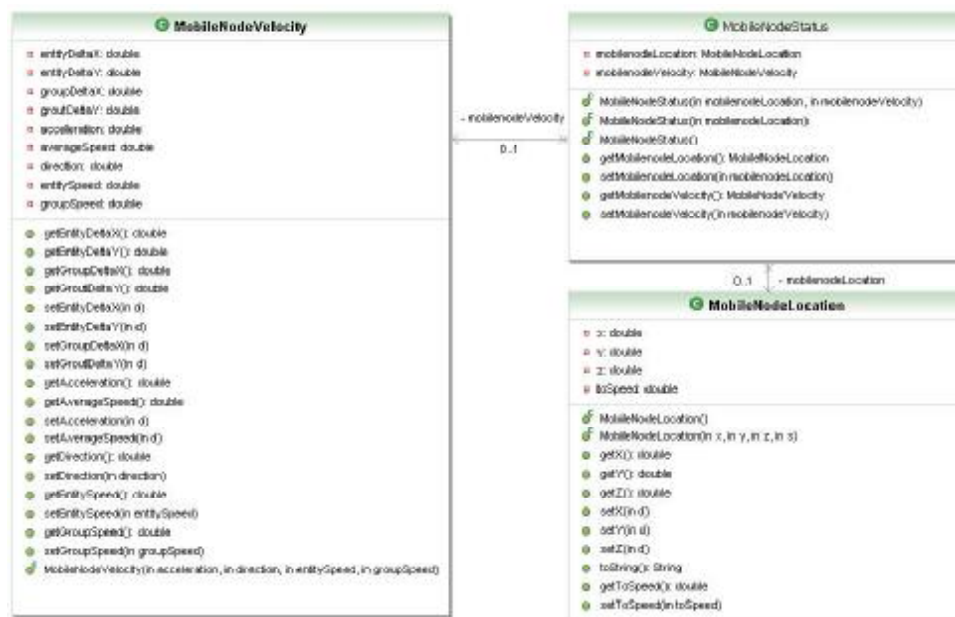 MobileNodeVelocity
entityDeltaX: double
entityDeltaY: double
groupDeltaX: double
groutDeltaY: double
acceleration: double
averageSpeed: double
direction: double
entitySpeed: double
groupSpeed: double
getEntityDeltaX(): double
getEntityDeltaY(): double
getGroupDeltaX(): double
getGroutDeltaY(): double
setEntityDeltaX(in d)
setEntityDeltaY(in d)
setGroupDeltaX(in d)
setGroutDeltaY(in d)
getAcceleration(): double
getAverageSpeed(): double
setAcceleration(in d)
setAverageSpeed(in d)
getDirection(): double
setDirection(in direction)
getEntitySpeed(): double
setEntitySpeed(in entitySpeed)
getGroupSpeed(): double
setGroupSpeed(in groupSpeed)
MobileNodeVelocity(in acceleration, in direction, in entitySpeed, in groupSpeed)
- mobilenodeVelocity
0..1
MobileNodeStatus
mobilenodeLocation: MobileNodeLocation
mobilenodeVelocity: MobileNodeVelocity
MobileNodeStatus(in mobilenodeLocation, in mobilenodeVelocity)
MobileNodeStatus(in mobilenodeLocation)
MobileNodeStatus()
getMobilenodeLocation(): MobileNodeLocation
setMobilenodeLocation(in mobilenodeLocation)
getMobilenodeVelocity(): MobileNodeVelocity
setMobilenodeVelocity(in mobilenodeVelocity)
0..1 - mobilenodeLocation
MobileNodeLocation
x: double
y: double
z: double
toSpeed: double
MobileNodeLocation()
MobileNodeLocation(in x, in y, in z, in s)
getX(): double
getY(): double
getZ(): double
setX(in d)
setY(in d)
setZ(in d)
toString(): String
getToSpeed(): double
setToSpeed(in toSpeed)